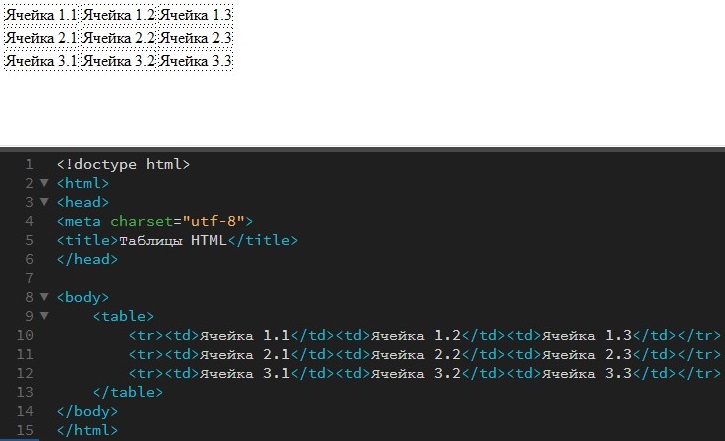 Ячейка 1.1 Ячейка 1.2 Ячейка 1.3
Ячейка 2.1 Ячейка 2.2 Ячейка 2.3
Ячейка 3.1 Ячейка 3.2 Ячейка 3.3
1 <!doctype html>
2 <html>
3 <head>
4 <meta charset="utf-8">
5 <title>Таблицы HTML</title>
6 </head>
7
8 <body>
9 <table>
10 <tr><td>Ячейка 1.1</td><td>Ячейка 1.2</td><td>Ячейка 1.3</td></tr>
11 <tr><td>Ячейка 2.1</td><td>Ячейка 2.2</td><td>Ячейка 2.3</td></tr>
12 <tr><td>Ячейка 3.1</td><td>Ячейка 3.2</td><td>Ячейка 3.3</td></tr>
13 </table>
14 </body>
15 </html>